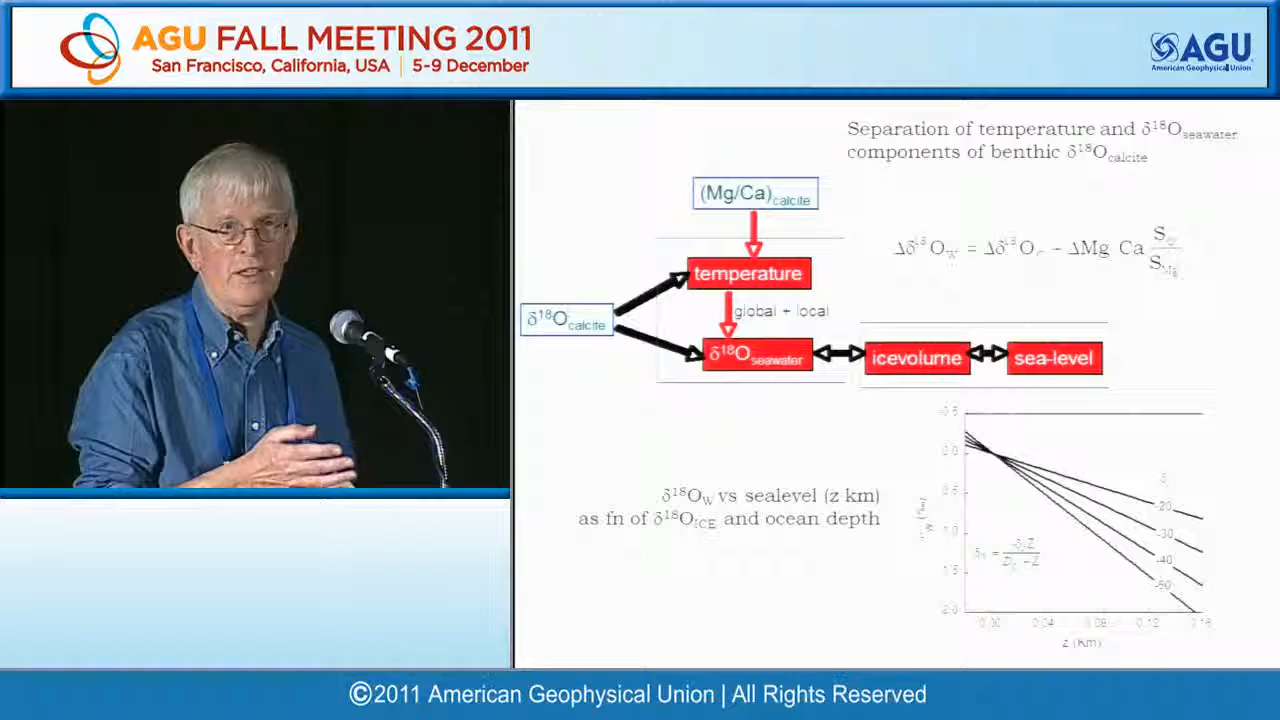 AGU FALL MEETING 2011
San Francisco, California, USA | 5-9 December
AGU
American Geophysical Union
Separation of temperature and δ¹⁸Oseawater
components of benthic δ¹⁸Ocalcite
(Mg/Ca)calcite
temperature
global + local
δ¹⁸Ocalcite
δ¹⁸Oseawater
icevolume
sea-level
δ¹⁸OW vs sealevel (z km)
as fn of δ¹⁸OICE and ocean depth
-20
-30
-40
0.00 0.04 0.08 0.12 0.16
z (Km)
©2011 American Geophysical Union | All Rights Reserved